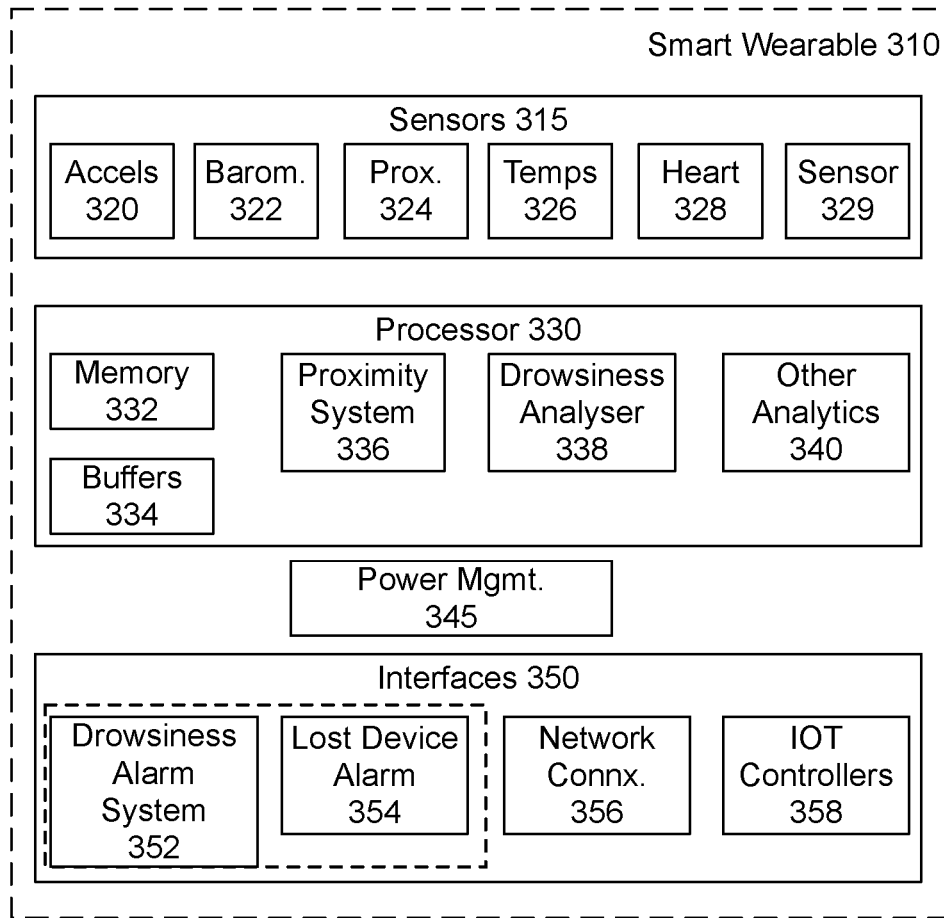 Smart Wearable 310
Sensors 315
Accels
320
Barom.
322
Prox.
324
Temps
326
Heart
328
Sensor
329
Processor 330
Memory
332
Buffers
334
Proximity
System
336
Drowsiness
Analyser
338
Other
Analytics
340
Power Mgmt.
345
Interfaces 350
Drowsiness
Alarm
System
352
Lost Device
Alarm
354
Network
Connx.
356
IOT
Controllers
358